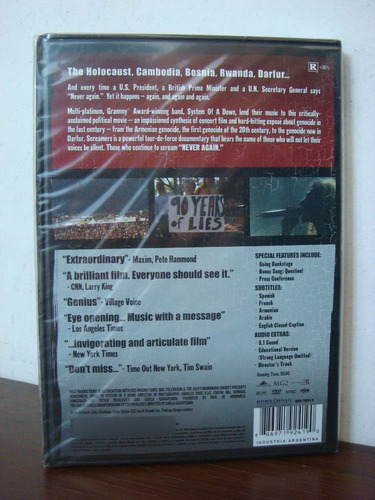 The Holocaust, Cambodia, Bosnia, Rwanda, Darfur...
And every time a U.S. President, a British Prime Minister and a U.N. Secretary General says
"Never again." Yet it happens – again, and again and again.
Multi-platinum, Grammy Award-winning band, System Of A Down, lend their music to this critically-
acclaimed political movie – an impassioned synthesis of concert film and hard-hitting expose about genocide in
the last century – from the Armenian genocide, the first genocide of the 20th century, to the genocide now in
Darfur. Screamers is a powerful tour-de-force documentary that bears the name of those who will not let their
voices be silent. Those who continue to scream "NEVER AGAIN."
90 YEARS
OF
LIES
"Extraordinary"- Maxim, Pete Hammond
"A brilliant film. Everyone should see it."
- CNN, Larry King
"Genius"- Village Voice
"Eye opening... Music with a message"
- Los Angeles Times
"..invigorating and articulate film"
- New York Times
"Don't miss..."- Time Out New York, Tim Swain
SPECIAL FEATURES INCLUDE:
Going Backstage
Bonus Song: Question!
Press Conference
SUBTITLES:
Spanish
French
Armenian
Arabic
English Closed-Caption
AUDIO EXTRAS:
5.1 Sound
Educational Version
(Strong Language Omitted)
Director's Track
MG2
INDUSTRIA ARGENTINA